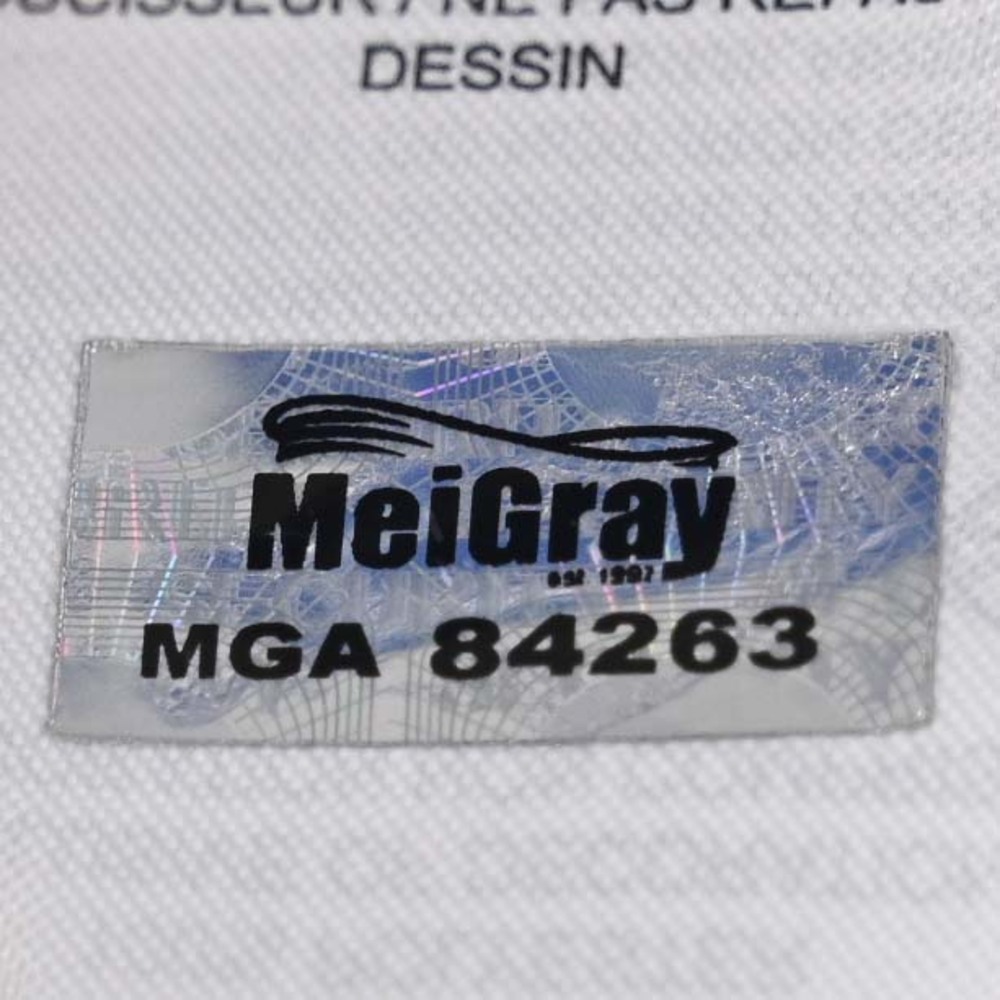 DESSIN
MeiGray
est. 1997
MGA 84263